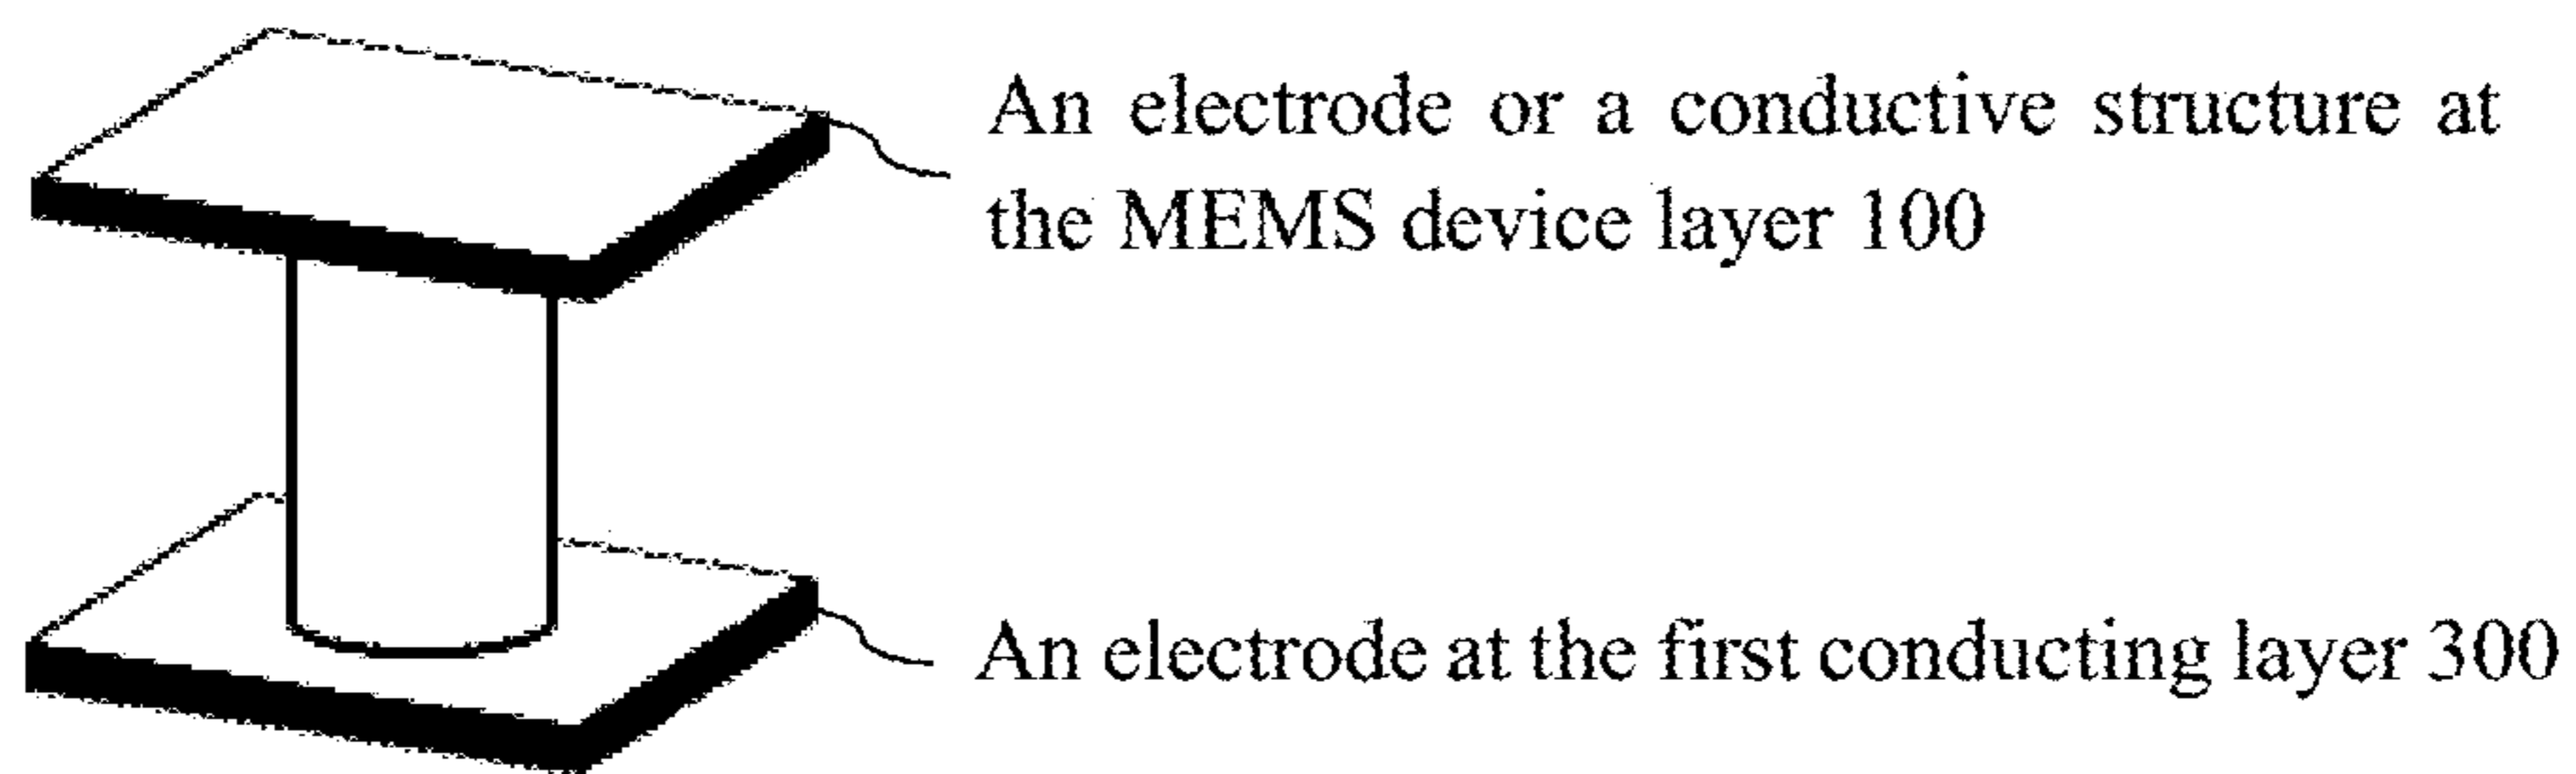 An electrode or a conductive structure at
the MEMS device layer 100
An electrode at the first conducting layer 300